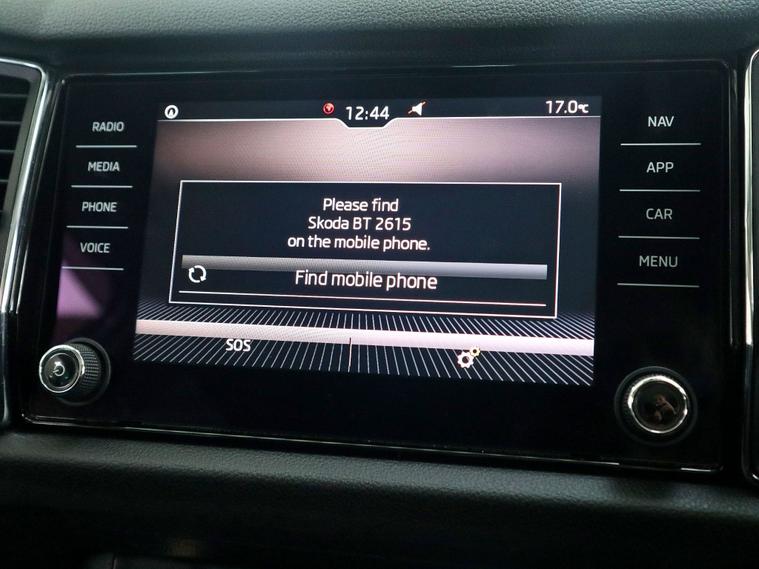 12:44
17.0°C
RADIO
MEDIA
PHONE
VOICE
Please find
Skoda BT 2615
on the mobile phone.
Find mobile phone
SOS
NAV
APP
CAR
MENU